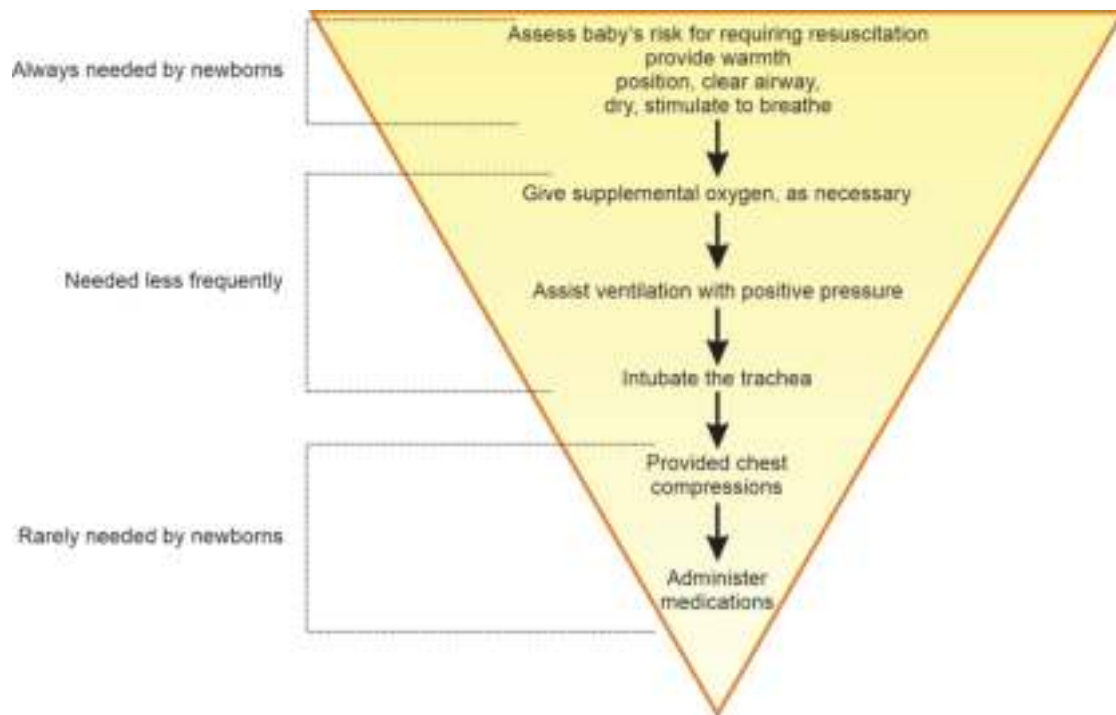 Assess baby's risk for requiring resuscitation
provide warmth
position, clear airway,
dry, stimulate to breathe
Always needed by newborns
Give supplemental oxygen, as necessary
Needed less frequently
Assist ventilation with positive pressure
Intubate the trachea
Provided chest
compressions
Rarely needed by newborns
Administer
medications